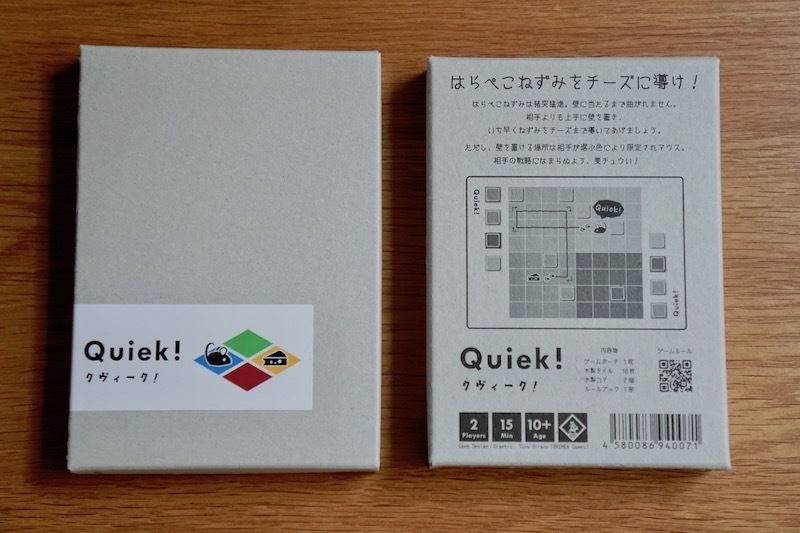 Quiek!
クヴィーク!
はらぺこねずみをチーズに導け!
はらぺこねずみは猪突猛進。壁に当たるまで曲がれません。
相手よりも上手に壁を置き、
いち早くねずみをチーズまで導いてあげましょう。
ただし、壁を置ける場所は相手が選ぶ色により限定されマウス。
相手の戦略にはまらぬよう、要チュウい!
Quiek!
Quiek!
Quiek!
Quiek!
クヴィーク!
内容物
ゲームボード 1枚
木製タイル 16枚
木製コマ 2個
ルールブック 1部
ゲームルール
2
Players
15
Min
10+
Age
4 580086 940071